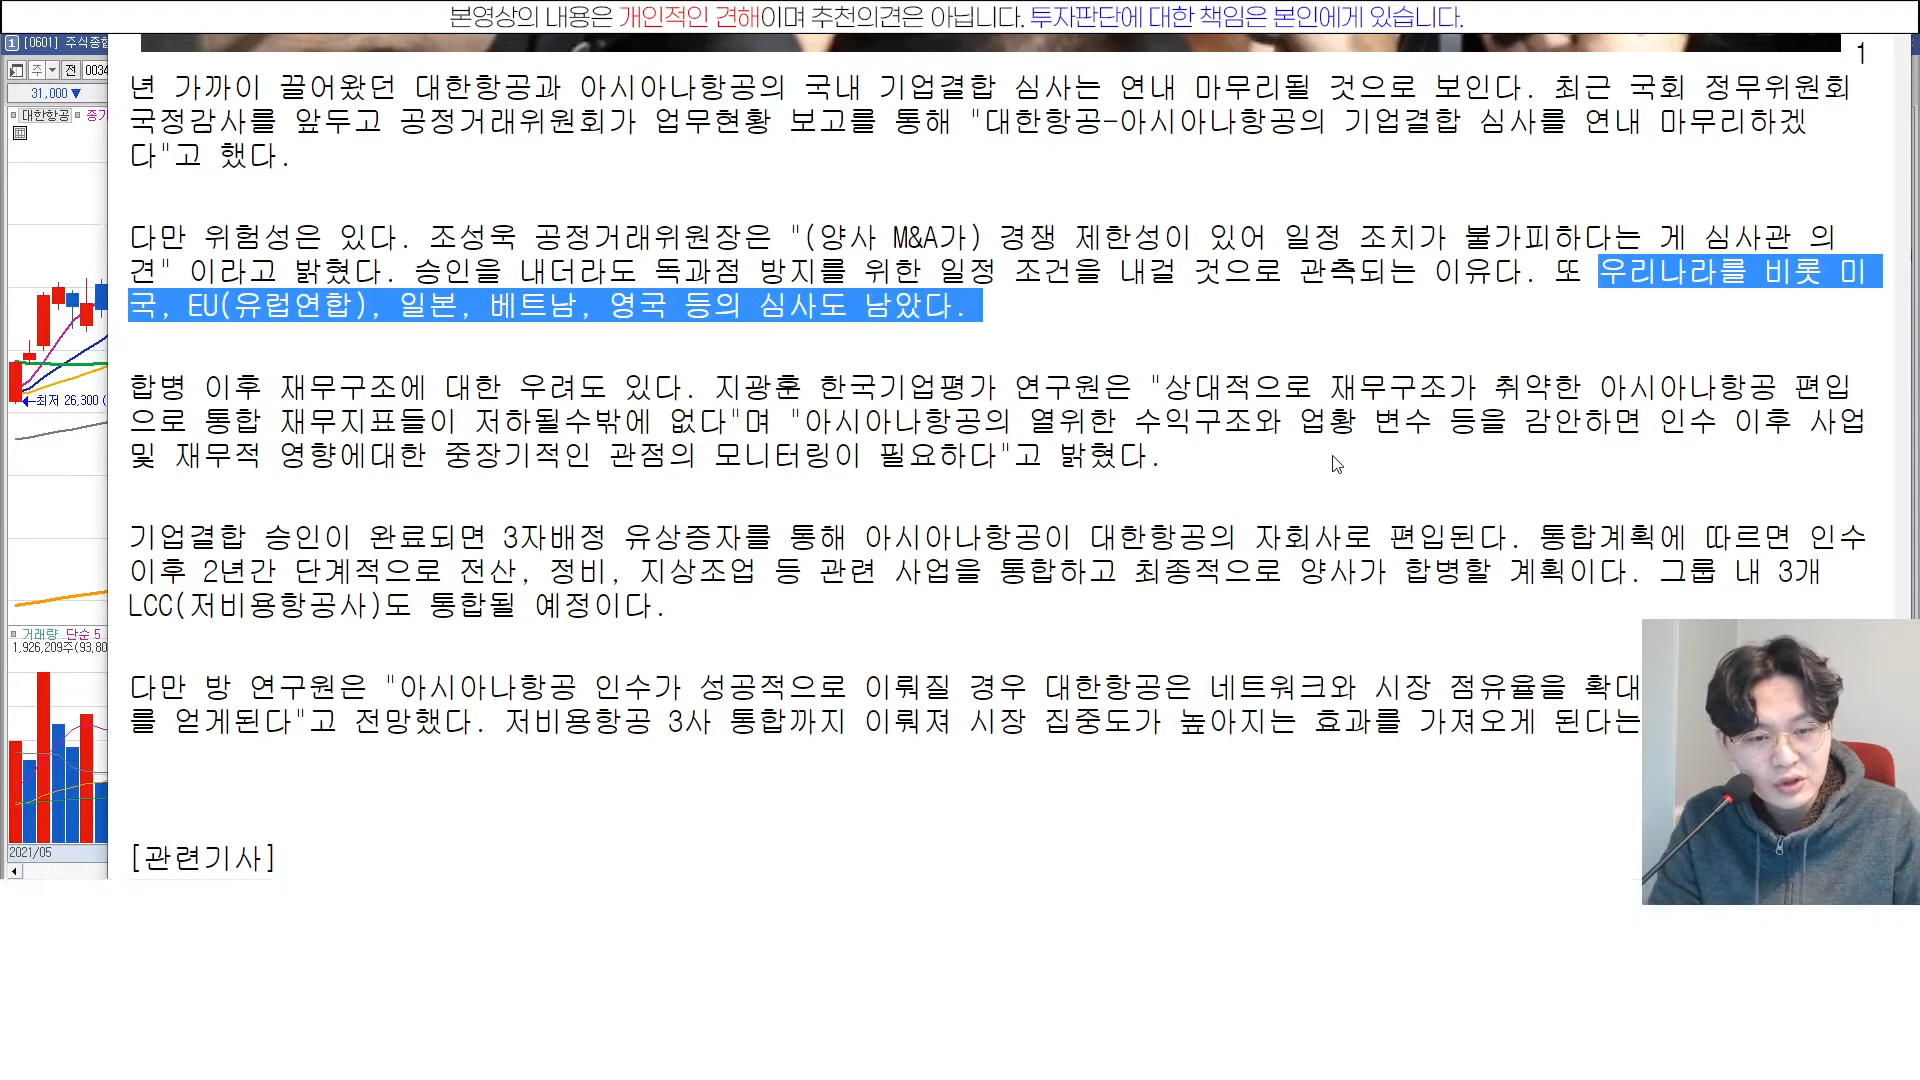 본영상의 내용은 개인적인 견해이며 추천의견은 아닙니다. 투자판단에 대한 책임은 본인에게 있습니다.
1 [0601] 주식종합
주 전 0034
31,000 ▼
대한항공 종가
1
년 가까이 끌어왔던 대한항공과 아시아나항공의 국내 기업결합 심사는 연내 마무리될 것으로 보인다. 최근 국회 정무위원회
국정감사를 앞두고 공정거래위원회가 업무현황 보고를 통해 "대한항공-아시아나항공의 기업결합 심사를 연내 마무리하겠
다"고 했다.
다만 위험성은 있다. 조성욱 공정거래위원장은 "(양사 M&A가) 경쟁 제한성이 있어 일정 조치가 불가피하다는 게 심사관 의
견" 이라고 밝혔다. 승인을 내더라도 독과점 방지를 위한 일정 조건을 내걸 것으로 관측되는 이유다. 또 우리나라를 비롯 미
국, EU(유럽연합), 일본, 베트남, 영국 등의 심사도 남았다.
←최저 26,300 (
합병 이후 재무구조에 대한 우려도 있다. 지광훈 한국기업평가 연구원은 "상대적으로 재무구조가 취약한 아시아나항공 편입
으로 통합 재무지표들이 저하될수밖에 없다"며 "아시아나항공의 열위한 수익구조와 업황 변수 등을 감안하면 인수 이후 사업
및 재무적 영향에대한 중장기적인 관점의 모니터링이 필요하다"고 밝혔다.
기업결합 승인이 완료되면 3자배정 유상증자를 통해 아시아나항공이 대한항공의 자회사로 편입된다. 통합계획에 따르면 인수
이후 2년간 단계적으로 전산, 정비, 지상조업 등 관련 사업을 통합하고 최종적으로 양사가 합병할 계획이다. 그룹 내 3개
LCC(저비용항공사)도 통합될 예정이다.
거래량 단순 5
1,926,209주(93,80
다만 방 연구원은 "아시아나항공 인수가 성공적으로 이뤄질 경우 대한항공은 네트워크와 시장 점유율을 확대
를 얻게된다"고 전망했다. 저비용항공 3사 통합까지 이뤄져 시장 집중도가 높아지는 효과를 가져오게 된다는
2021/05
[관련기사]